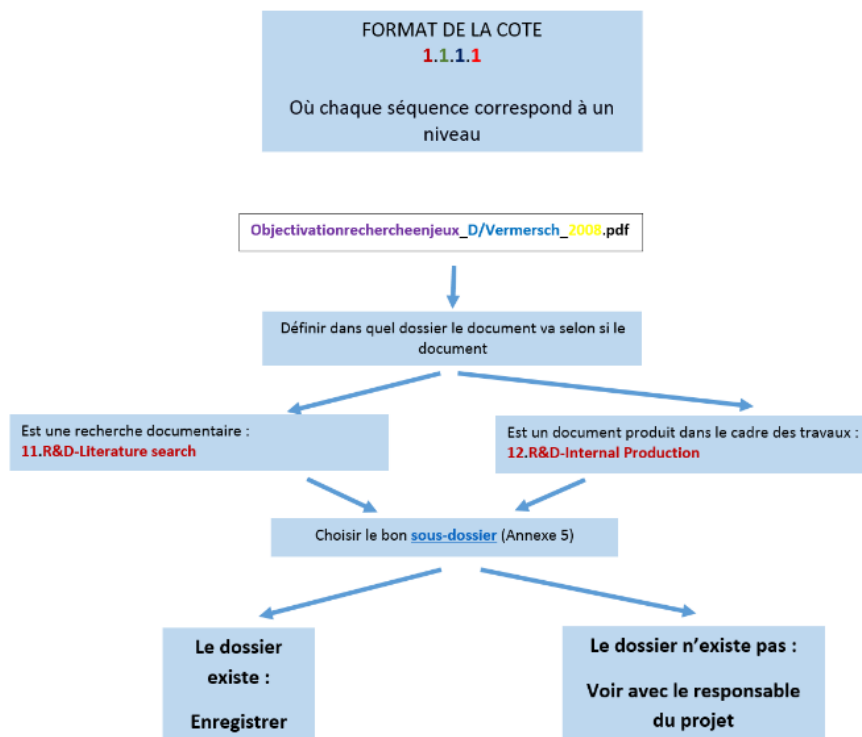 FORMAT DE LA COTE
1.1.1.1
Où chaque séquence correspond à un
niveau
Objectivationrechercheenjeux_D/Vermersch_2008.pdf
Définir dans quel dossier le document va selon si le
document
Est une recherche documentaire :
11.R&D-Literature search
Est un document produit dans le cadre des travaux :
12.R&D-Internal Production
Choisir le bon sous-dossier (Annexe 5)
Le dossier
existe :
Enregistrer
Le dossier n’existe pas :
Voir avec le responsable
du projet